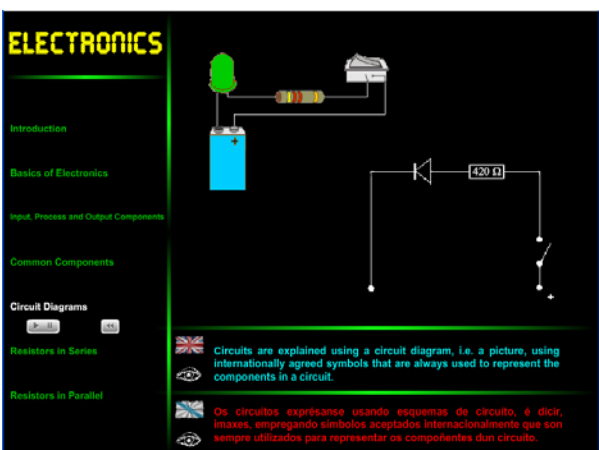 ELECTRONICS
Introduction
Basics of Electronics
Input, Process and Output Components
Common Components
Circuit Diagrams
Resistors in Series
Resistors in Parallel
+
420 Ω
+
Circuits are explained using a circuit diagram, i.e. a picture, using
internationally agreed symbols that are always used to represent the
components in a circuit.
Os circuitos exprésanse usando esquemas de circuito, é dicir,
imaxes, empregando símbolos aceptados internacionalmente que son
sempre utilizados para representar os compoñentes dun circuito.